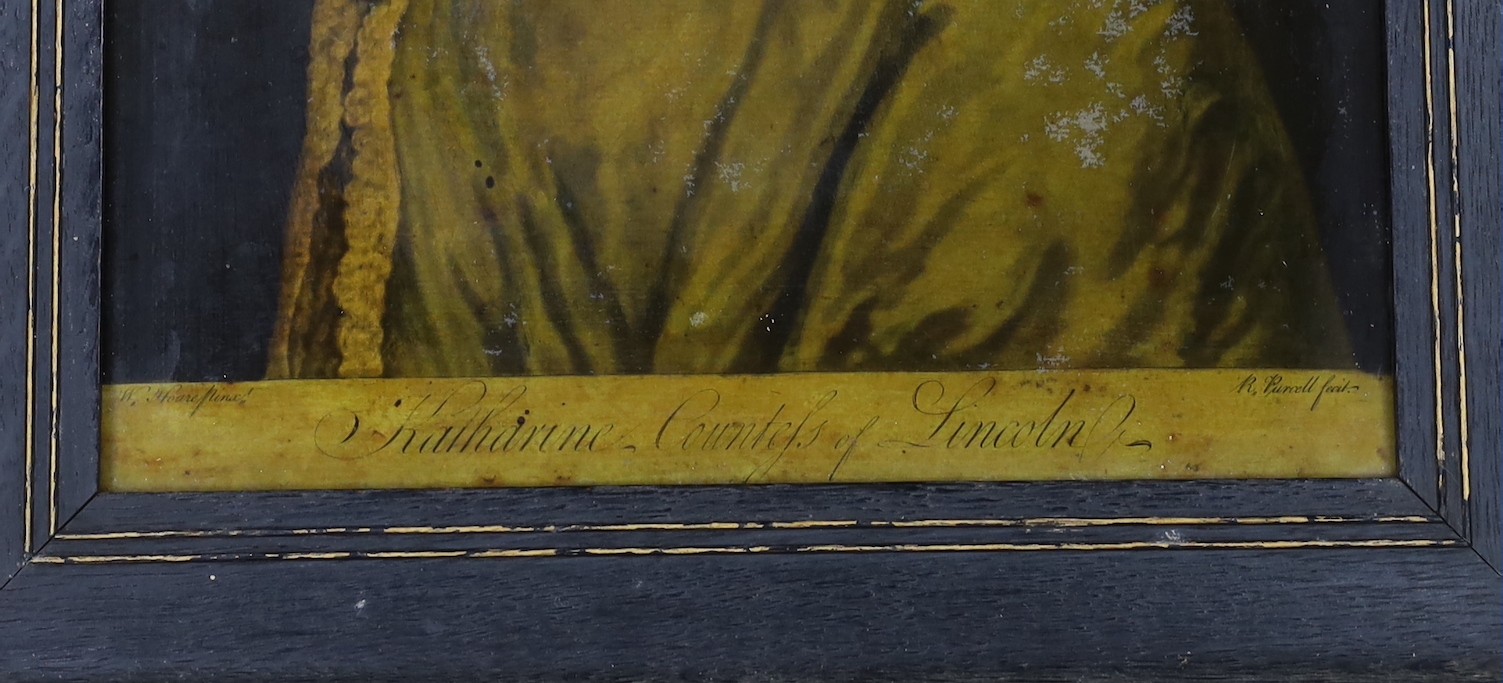 W. Hoare pinx.t R. Purcell fecit.
Katharine Counteſs of Lincoln